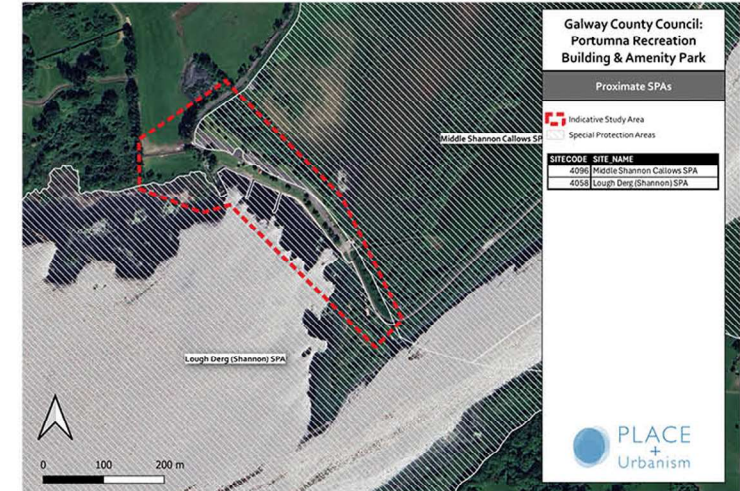 Galway County Council:
Portumna Recreation
Building & Amenity Park
Proximate SPAs
Indicative Study Area
Special Protection Areas
SITECODE SITE_NAME
4096 Middle Shannon Callows SPA
4058 Lough Derg (Shannon) SPA
Middle Shannon Callows SP
Lough Derg (Shannon) SPA
0 100 200 m
PLACE
+
Urbanism